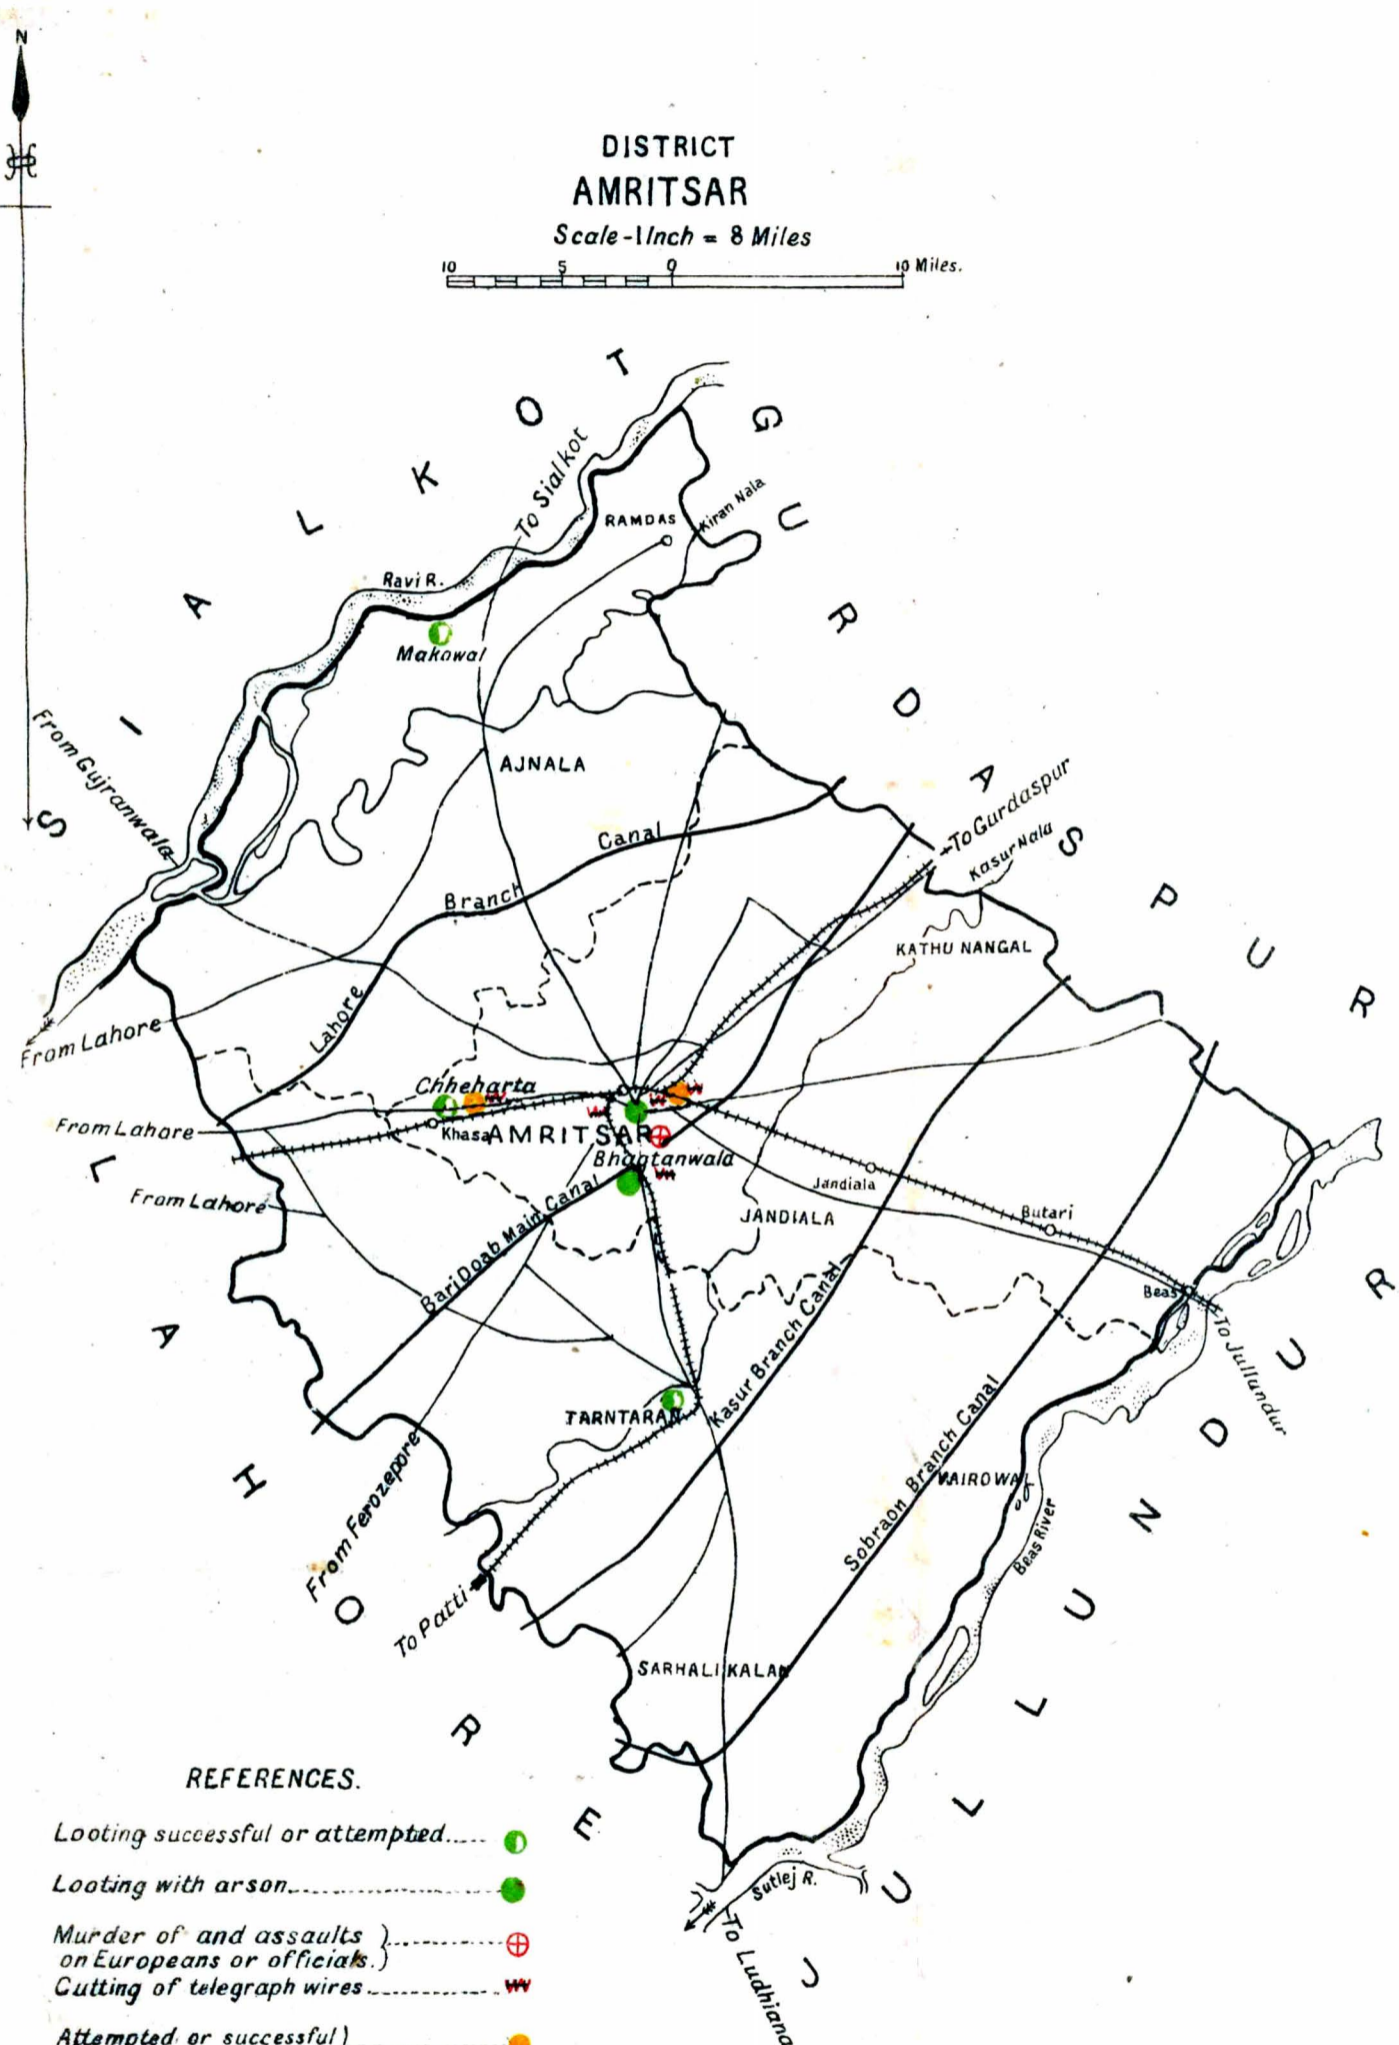 N
DISTRICT
AMRITSAR
Scale-1 Inch = 8 Miles
10 5 0 10 Miles.
SIALKOT
GURDASPUR
To Sialkot
RAMDAS
Kiran Nala
Ravi R.
Makowal
From Gujranwala
AJNALA
To Gurdaspur
Kasur Nala
Lahore Branch Canal
KATHU NANGAL
From Lahore
Chheharta
From Lahore
Khasa
AMRITSAR
Bhagtanwala
From Lahore
Jandiala
JANDIALA
Butari
Beas
To Jullundur
Bari Doab Main Canal
Kasur Branch Canal
TARNTARAN
Sobraon Branch Canal
VAIROWAL
Beas River
From Ferozepore
To Patti
SARHALI KALAN
LAHORE
JULLUNDUR
Sutlej R.
To Ludhiana
REFERENCES.
Looting successful or attempted
Looting with arson
Murder of and assaults
on Europeans or officials.
Cutting of telegraph wires
Attempted or successful